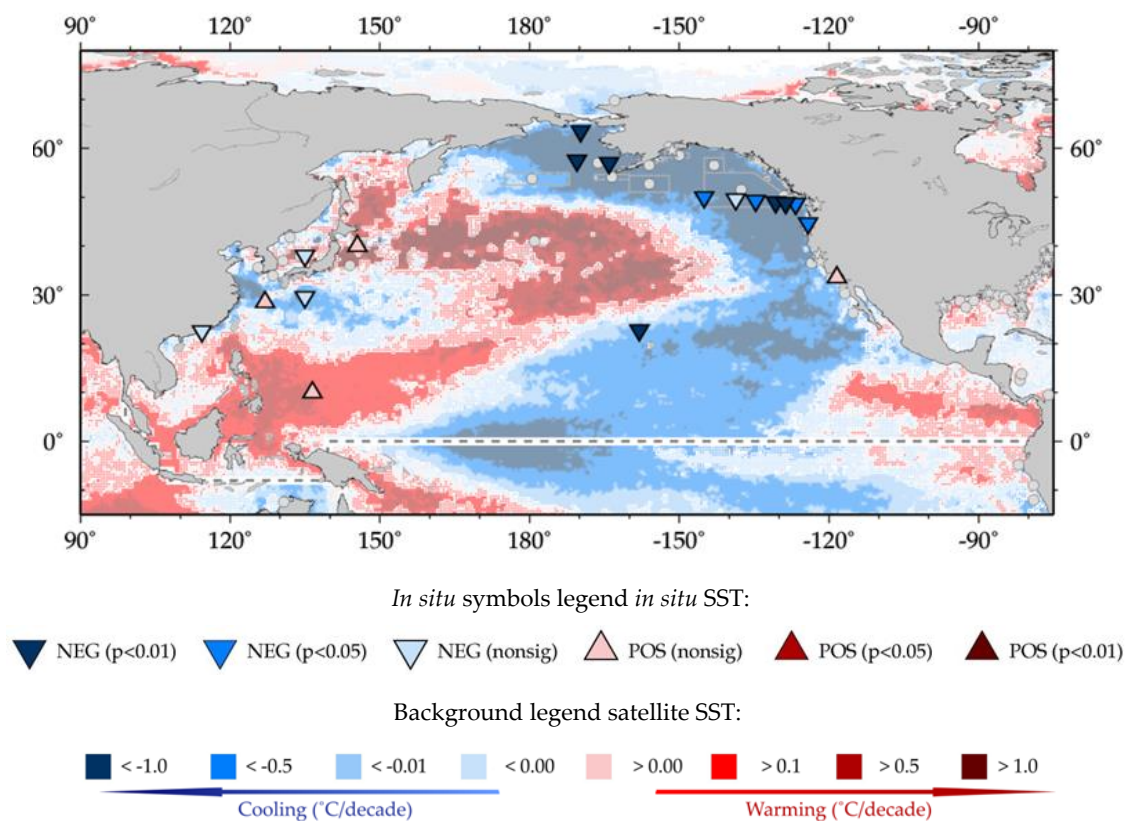 90 120 150 180 -150 -120 -90
60° 60°
30° 30°
0° 0°
90° 120° 150° 180° -150° -120° -90°
In situ symbols legend in situ SST:
NEG (p<0.01) NEG (p<0.05) NEG (nonsig) POS (nonsig) POS (p<0.05) POS (p<0.01)
Background legend satellite SST:
< -1.0 < -0.5 < -0.01 < 0.00 > 0.00 > 0.1 > 0.5 > 1.0
Cooling (°C/decade) Warming (°C/decade)